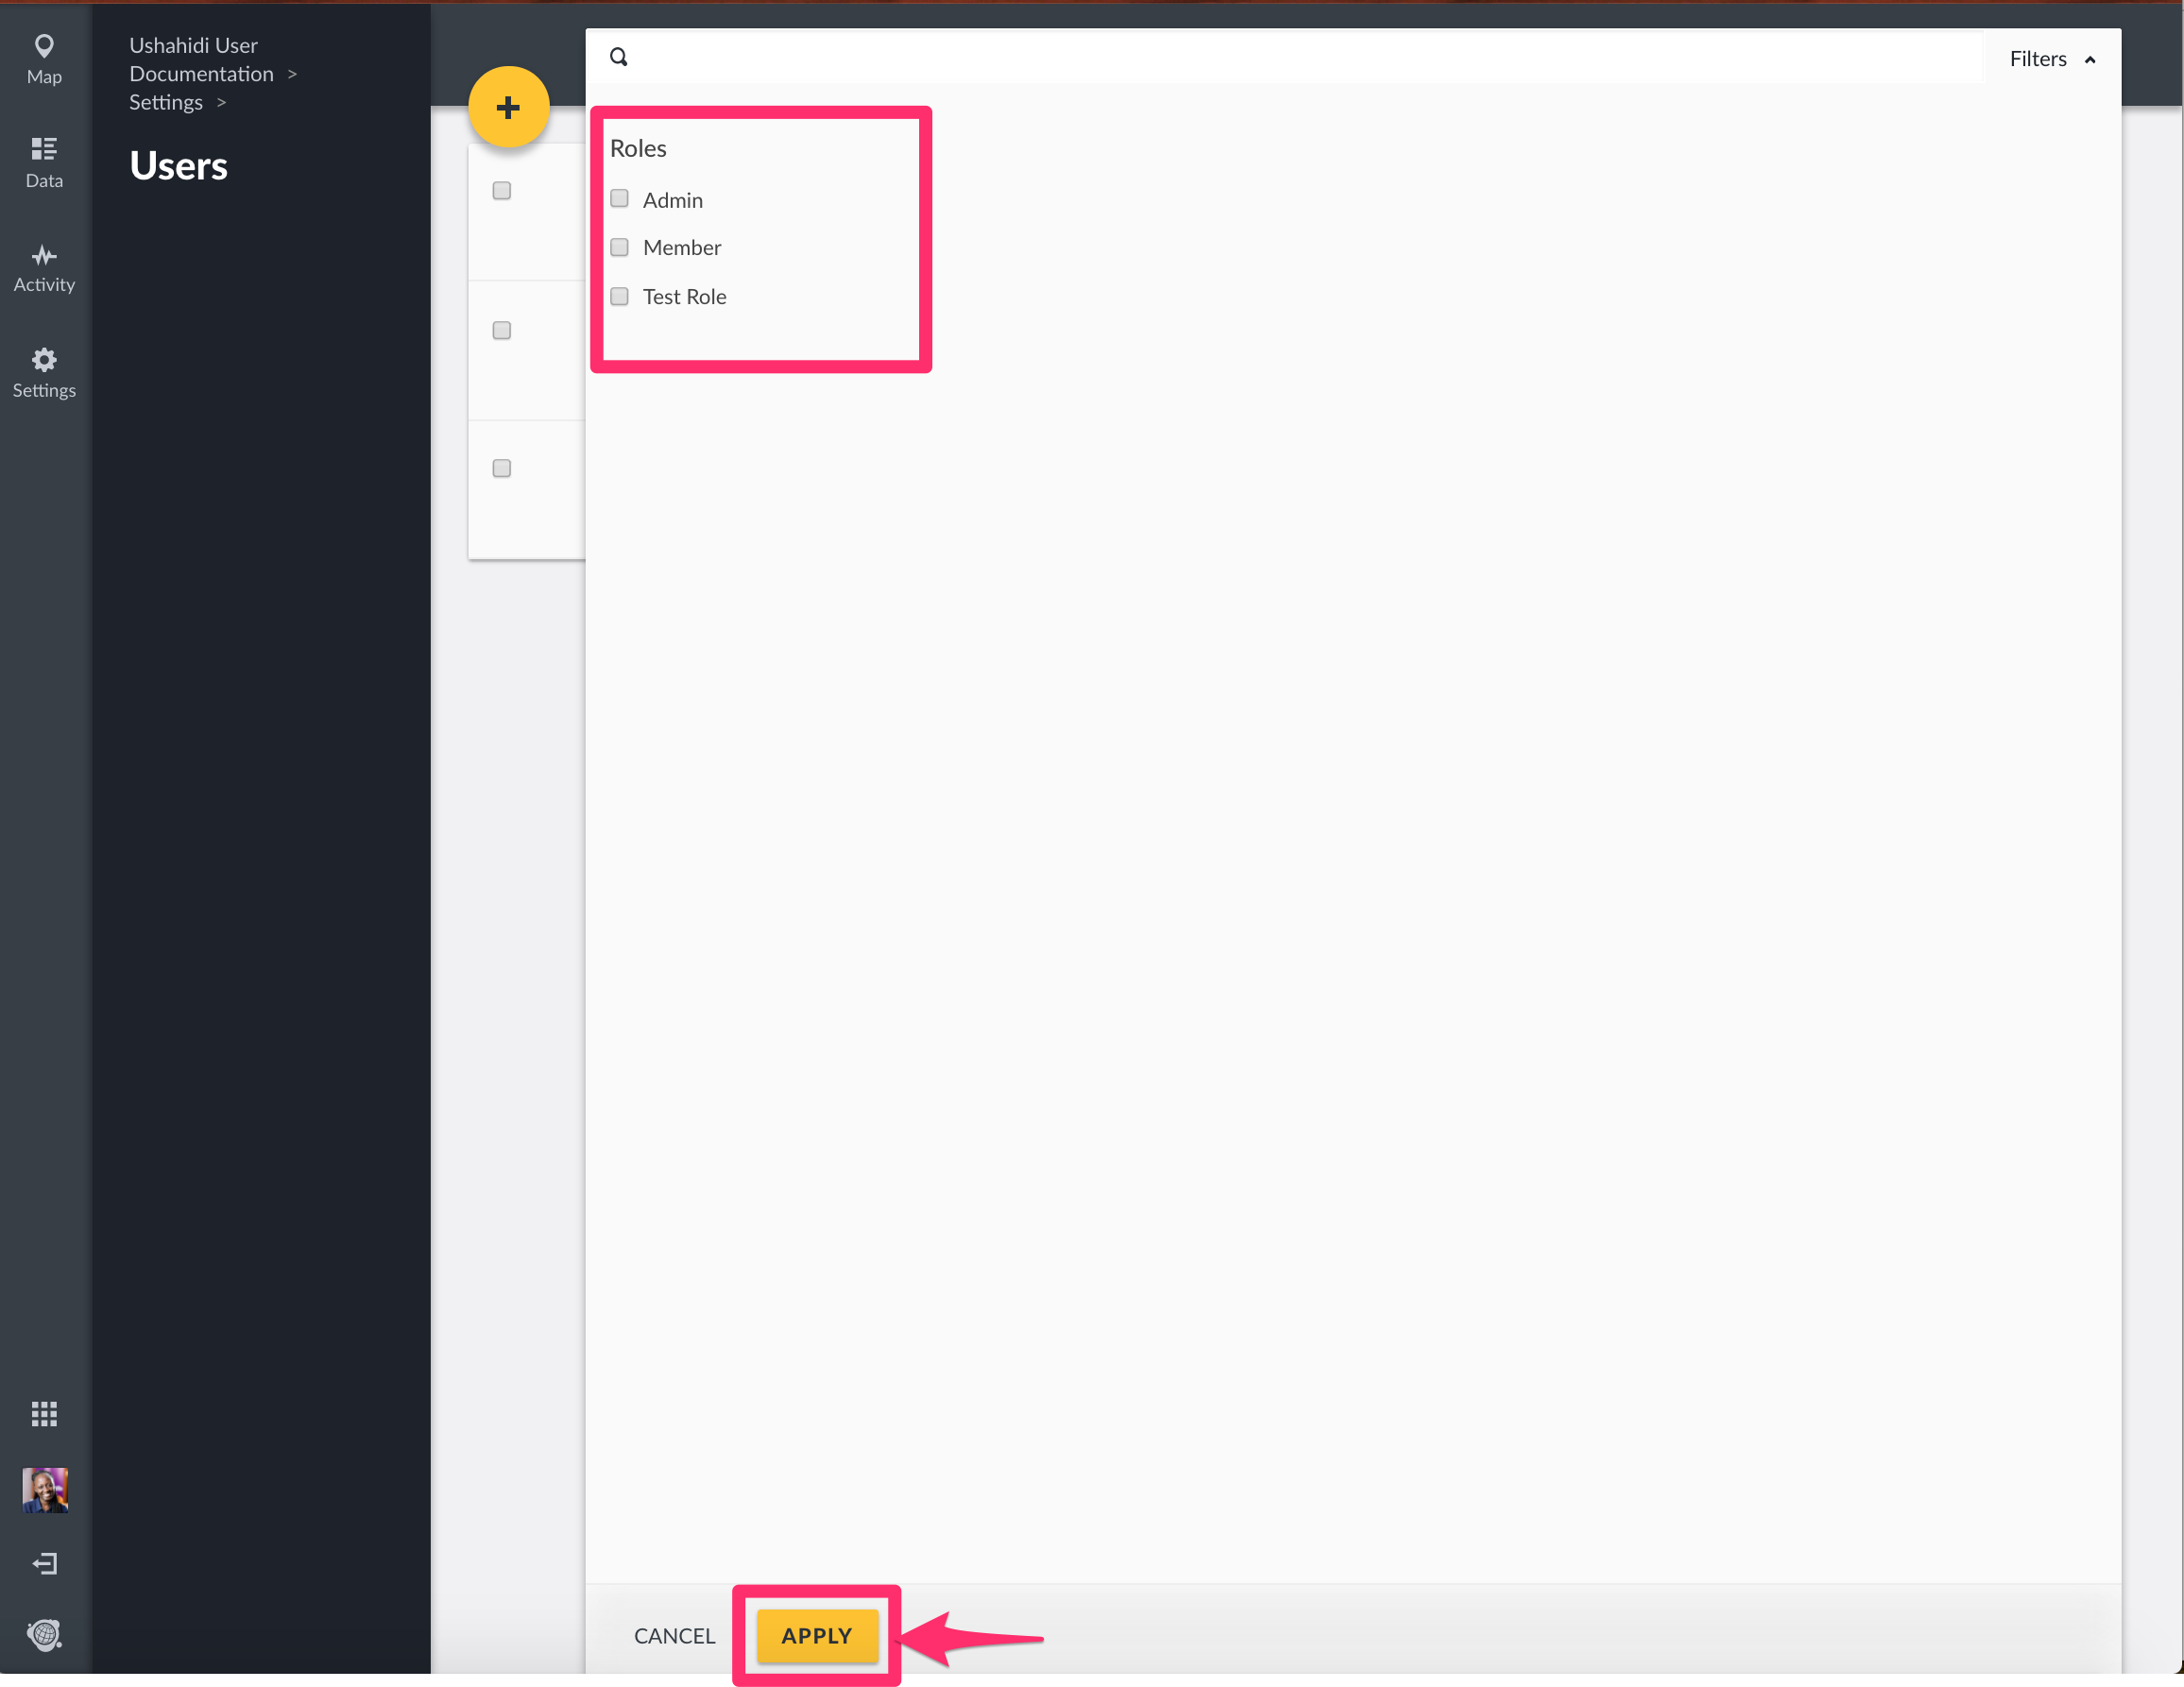 Map
Data
Activity
Settings
Ushahidi User
Documentation >
Settings >
Users
+
Filters
Roles
Admin
Member
Test Role
CANCEL
APPLY